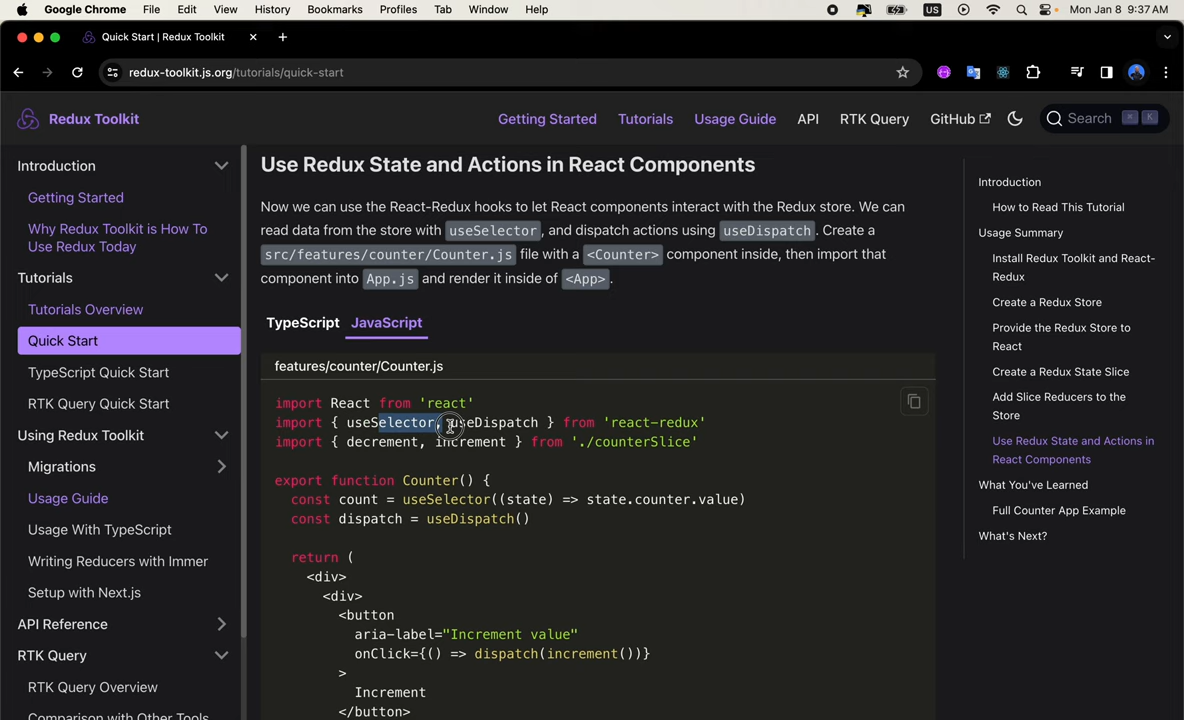 Google Chrome File Edit View History Bookmarks Profiles Tab Window Help US Mon Jan 8 9:37 AM
Quick Start | Redux Toolkit
redux-toolkit.js.org/tutorials/quick-start
Redux Toolkit Getting Started Tutorials Usage Guide API RTK Query GitHub Search ⌘ K
Introduction
Getting Started
Why Redux Toolkit is How To
Use Redux Today
Tutorials
Tutorials Overview
Quick Start
TypeScript Quick Start
RTK Query Quick Start
Using Redux Toolkit
Migrations
Usage Guide
Usage With TypeScript
Writing Reducers with Immer
Setup with Next.js
API Reference
RTK Query
RTK Query Overview
Comparison with Other Tools
Use Redux State and Actions in React Components
Now we can use the React-Redux hooks to let React components interact with the Redux store. We can
read data from the store with useSelector, and dispatch actions using useDispatch. Create a
src/features/counter/Counter.js file with a <Counter> component inside, then import that
component into App.js and render it inside of <App>.
TypeScript JavaScript
features/counter/Counter.js
import React from 'react'
import { useSelector, useDispatch } from 'react-redux'
import { decrement, increment } from './counterSlice'
export function Counter() {
const count = useSelector((state) => state.counter.value)
const dispatch = useDispatch()
return (
<div>
<div>
<button
aria-label="Increment value"
onClick={() => dispatch(increment())}
>
Increment
</button>
Introduction
How to Read This Tutorial
Usage Summary
Install Redux Toolkit and React-
Redux
Create a Redux Store
Provide the Redux Store to
React
Create a Redux State Slice
Add Slice Reducers to the
Store
Use Redux State and Actions in
React Components
What You've Learned
Full Counter App Example
What's Next?